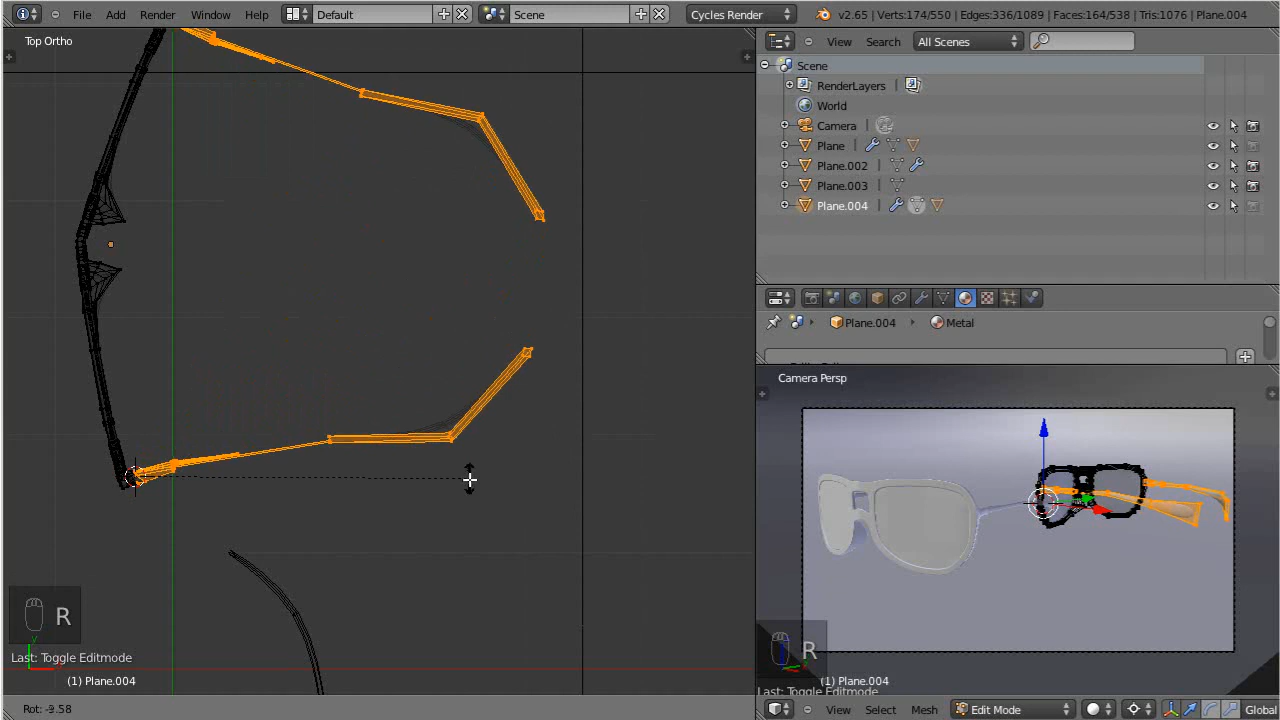 File Add Render Window Help Default Scene Cycles Render v2.65 | Verts:174/550 | Edges:336/1089 | Faces:164/538 | Tris:1076 | Plane.004
Top Ortho
View Search All Scenes
Scene
RenderLayers
World
Camera
Plane
Plane.002
Plane.003
Plane.004
Plane.004 Metal
Camera Persp
R
Last: Toggle Editmode
(1) Plane.004
R
(1) Plane.004
Last: Toggle Editmode
Rot: -3.58
View Select Mesh Edit Mode Global